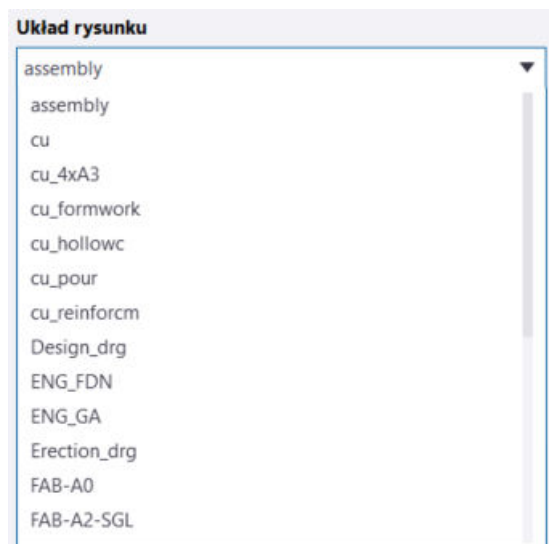 Układ rysunku
assembly
assembly
cu
cu_4xA3
cu_formwork
cu_hollowc
cu_pour
cu_reinforcm
Design_drg
ENG_FDN
ENG_GA
Erection_drg
FAB-A0
FAB-A2-SGL